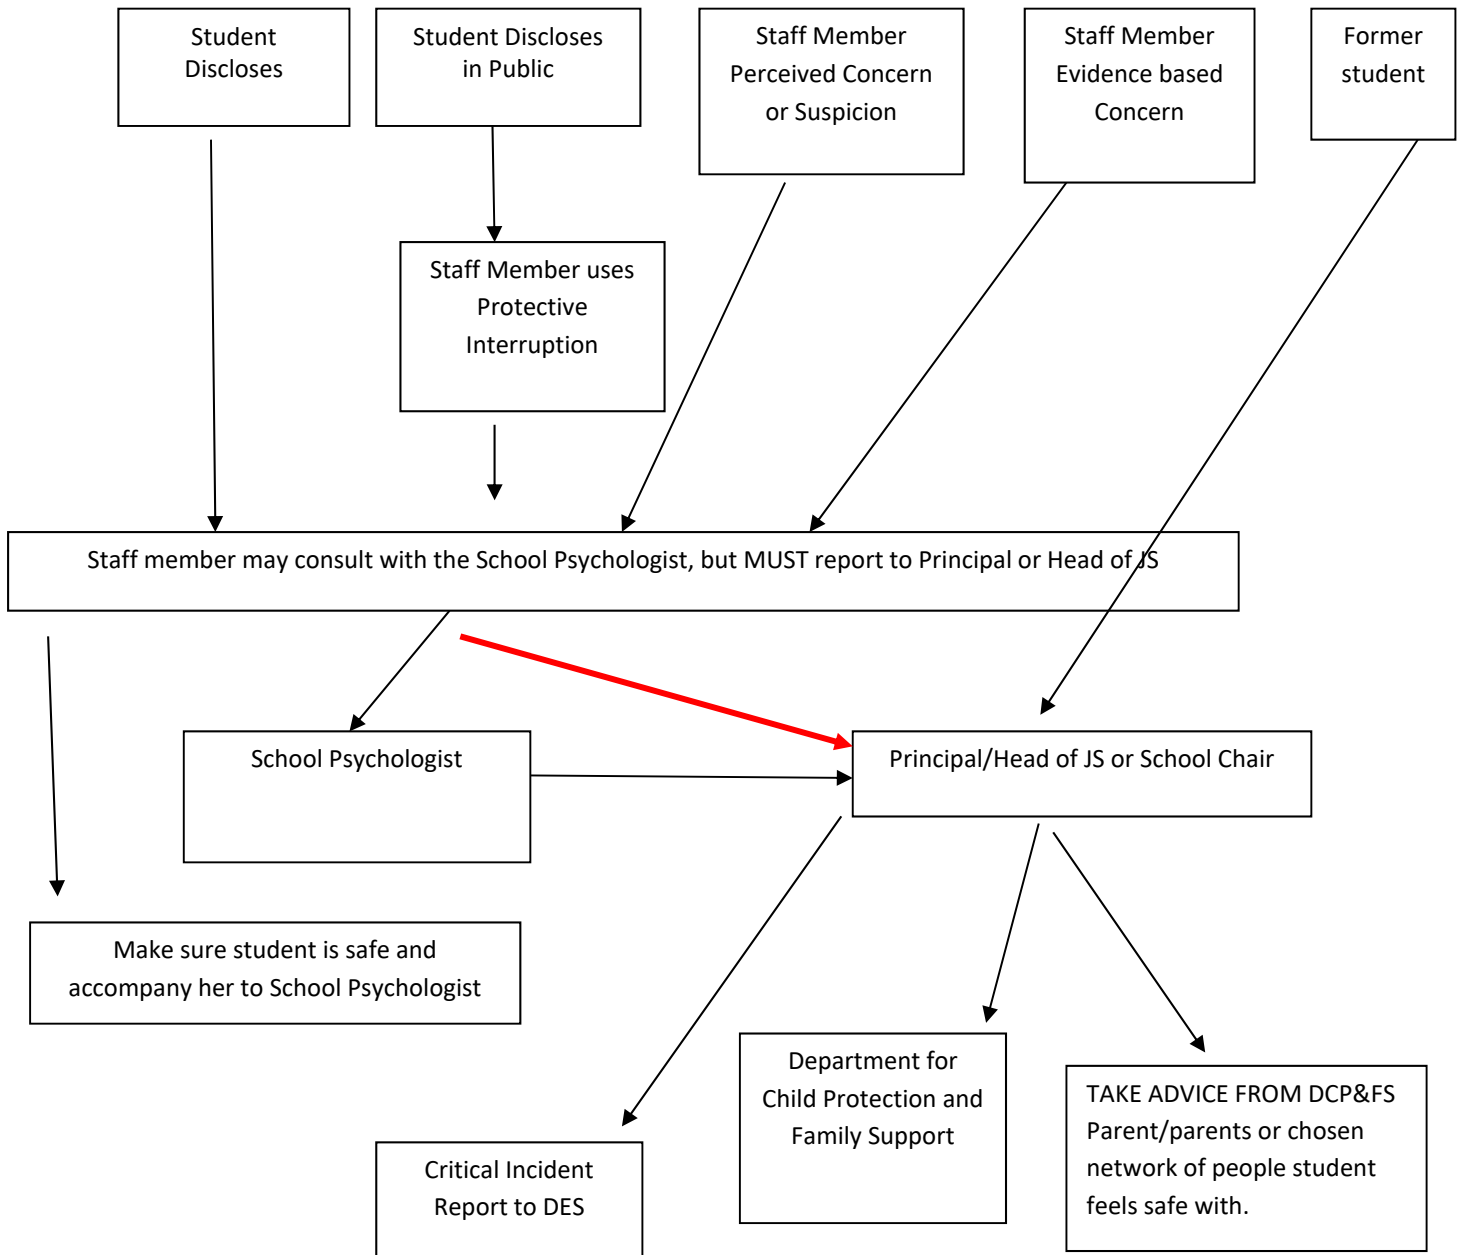 Student
Discloses
Student Discloses
in Public
Staff Member
Perceived Concern
or Suspicion
Staff Member
Evidence based
Concern
Former
student
Staff Member uses
Protective
Interruption
Staff member may consult with the School Psychologist, but MUST report to Principal or Head of JS
School Psychologist
Principal/Head of JS or School Chair
Make sure student is safe and
accompany her to School Psychologist
Department for
Child Protection and
Family Support
TAKE ADVICE FROM DCP&FS
Parent/parents or chosen
network of people student
feels safe with.
Critical Incident
Report to DES